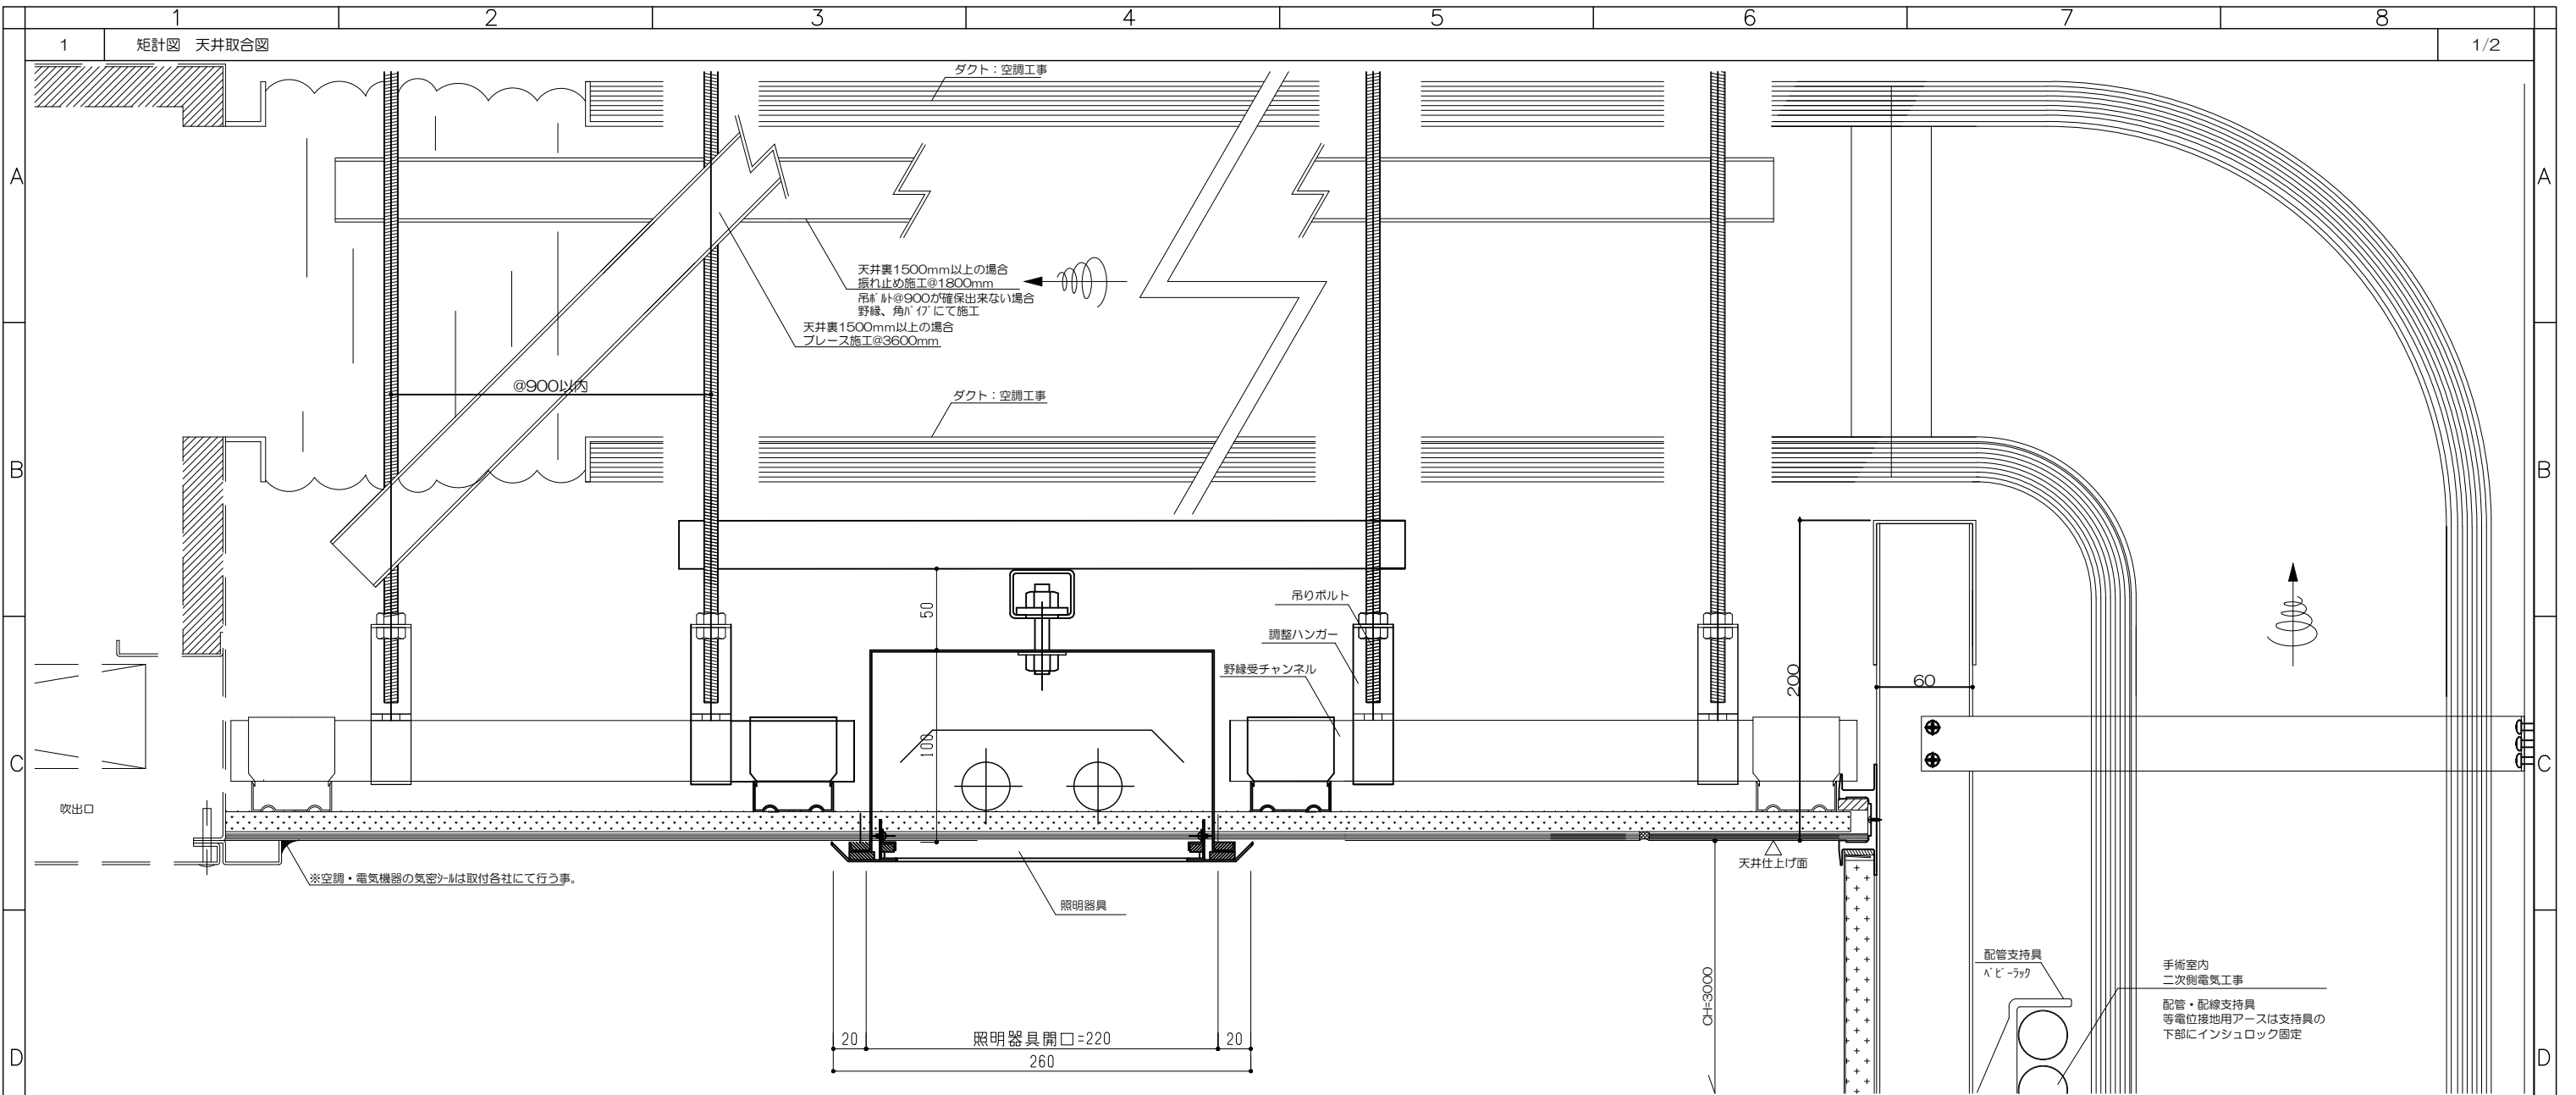 1 2 3 4 5 6 7 8
1 矩計図 天井取合図 1/2
ダクト：空調工事
A A
天井裏1500mm以上の場合
振れ止め施工@1800mm
吊ﾎﾞﾙﾄ@900が確保出来ない場合
野縁、角ﾊﾟｲﾌﾟにて施工
天井裏1500mm以上の場合
ブレース施工@3600mm
@900以内
ダクト：空調工事
B B
50
吊りボルト
調整ハンガー
野縁受チャンネル
200
60
100
C C
吹出口
天井仕上げ面
※空調・電気機器の気密ｼｰﾙは取付各社にて行う事。
照明器具
CH=3000
配管支持具
ﾍﾞﾋﾞｰﾗｯｸ
手術室内
二次側電気工事
配管・配線支持具
等電位接地用アースは支持具の
下部にインシュロック固定
20 照明器具開口=220 20
260
D D